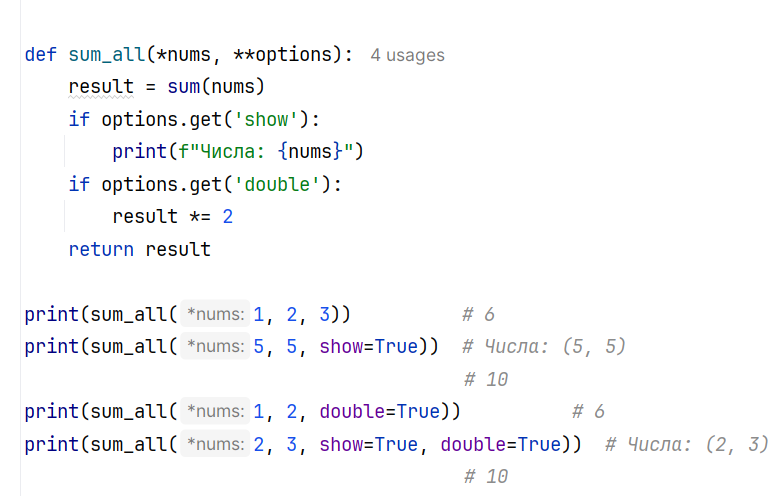 def sum_all(*nums, **options): 4 usages
    result = sum(nums)
    if options.get('show'):
        print(f"Числа: {nums}")
    if options.get('double'):
        result *= 2
    return result

print(sum_all( *nums: 1, 2, 3))          # 6
print(sum_all( *nums: 5, 5, show=True))  # Числа: (5, 5)
                                         # 10
print(sum_all( *nums: 1, 2, double=True))          # 6
print(sum_all( *nums: 2, 3, show=True, double=True))  # Числа: (2, 3)
                                         # 10